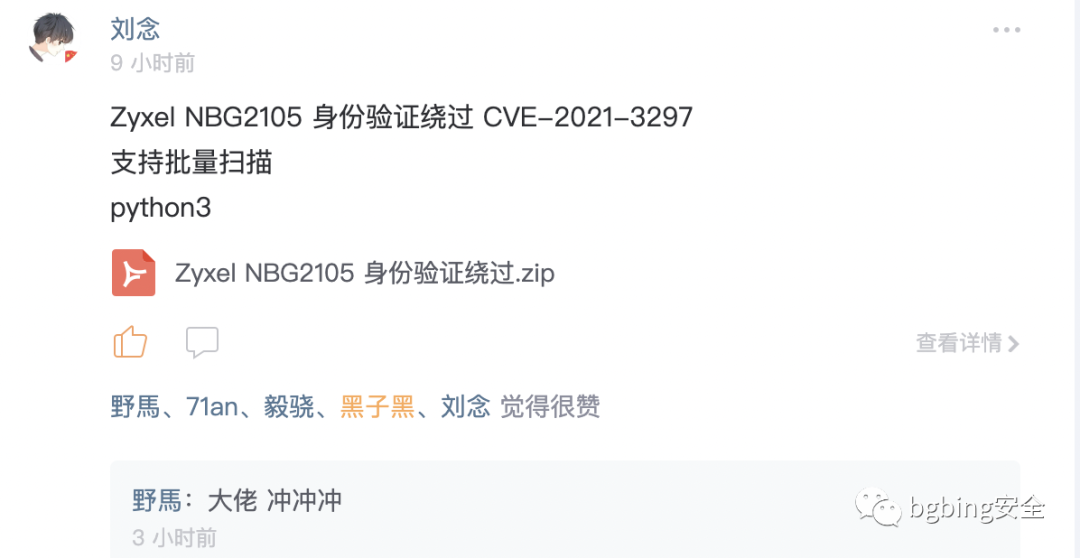 刘念
9 小时前
Zyxel NBG2105 身份验证绕过 CVE-2021-3297
支持批量扫描
python3
Zyxel NBG2105 身份验证绕过.zip
查看详情
野馬、71an、毅骁、黑子黑、刘念 觉得很赞
野馬：大佬 冲冲冲
3 小时前
bgbing安全